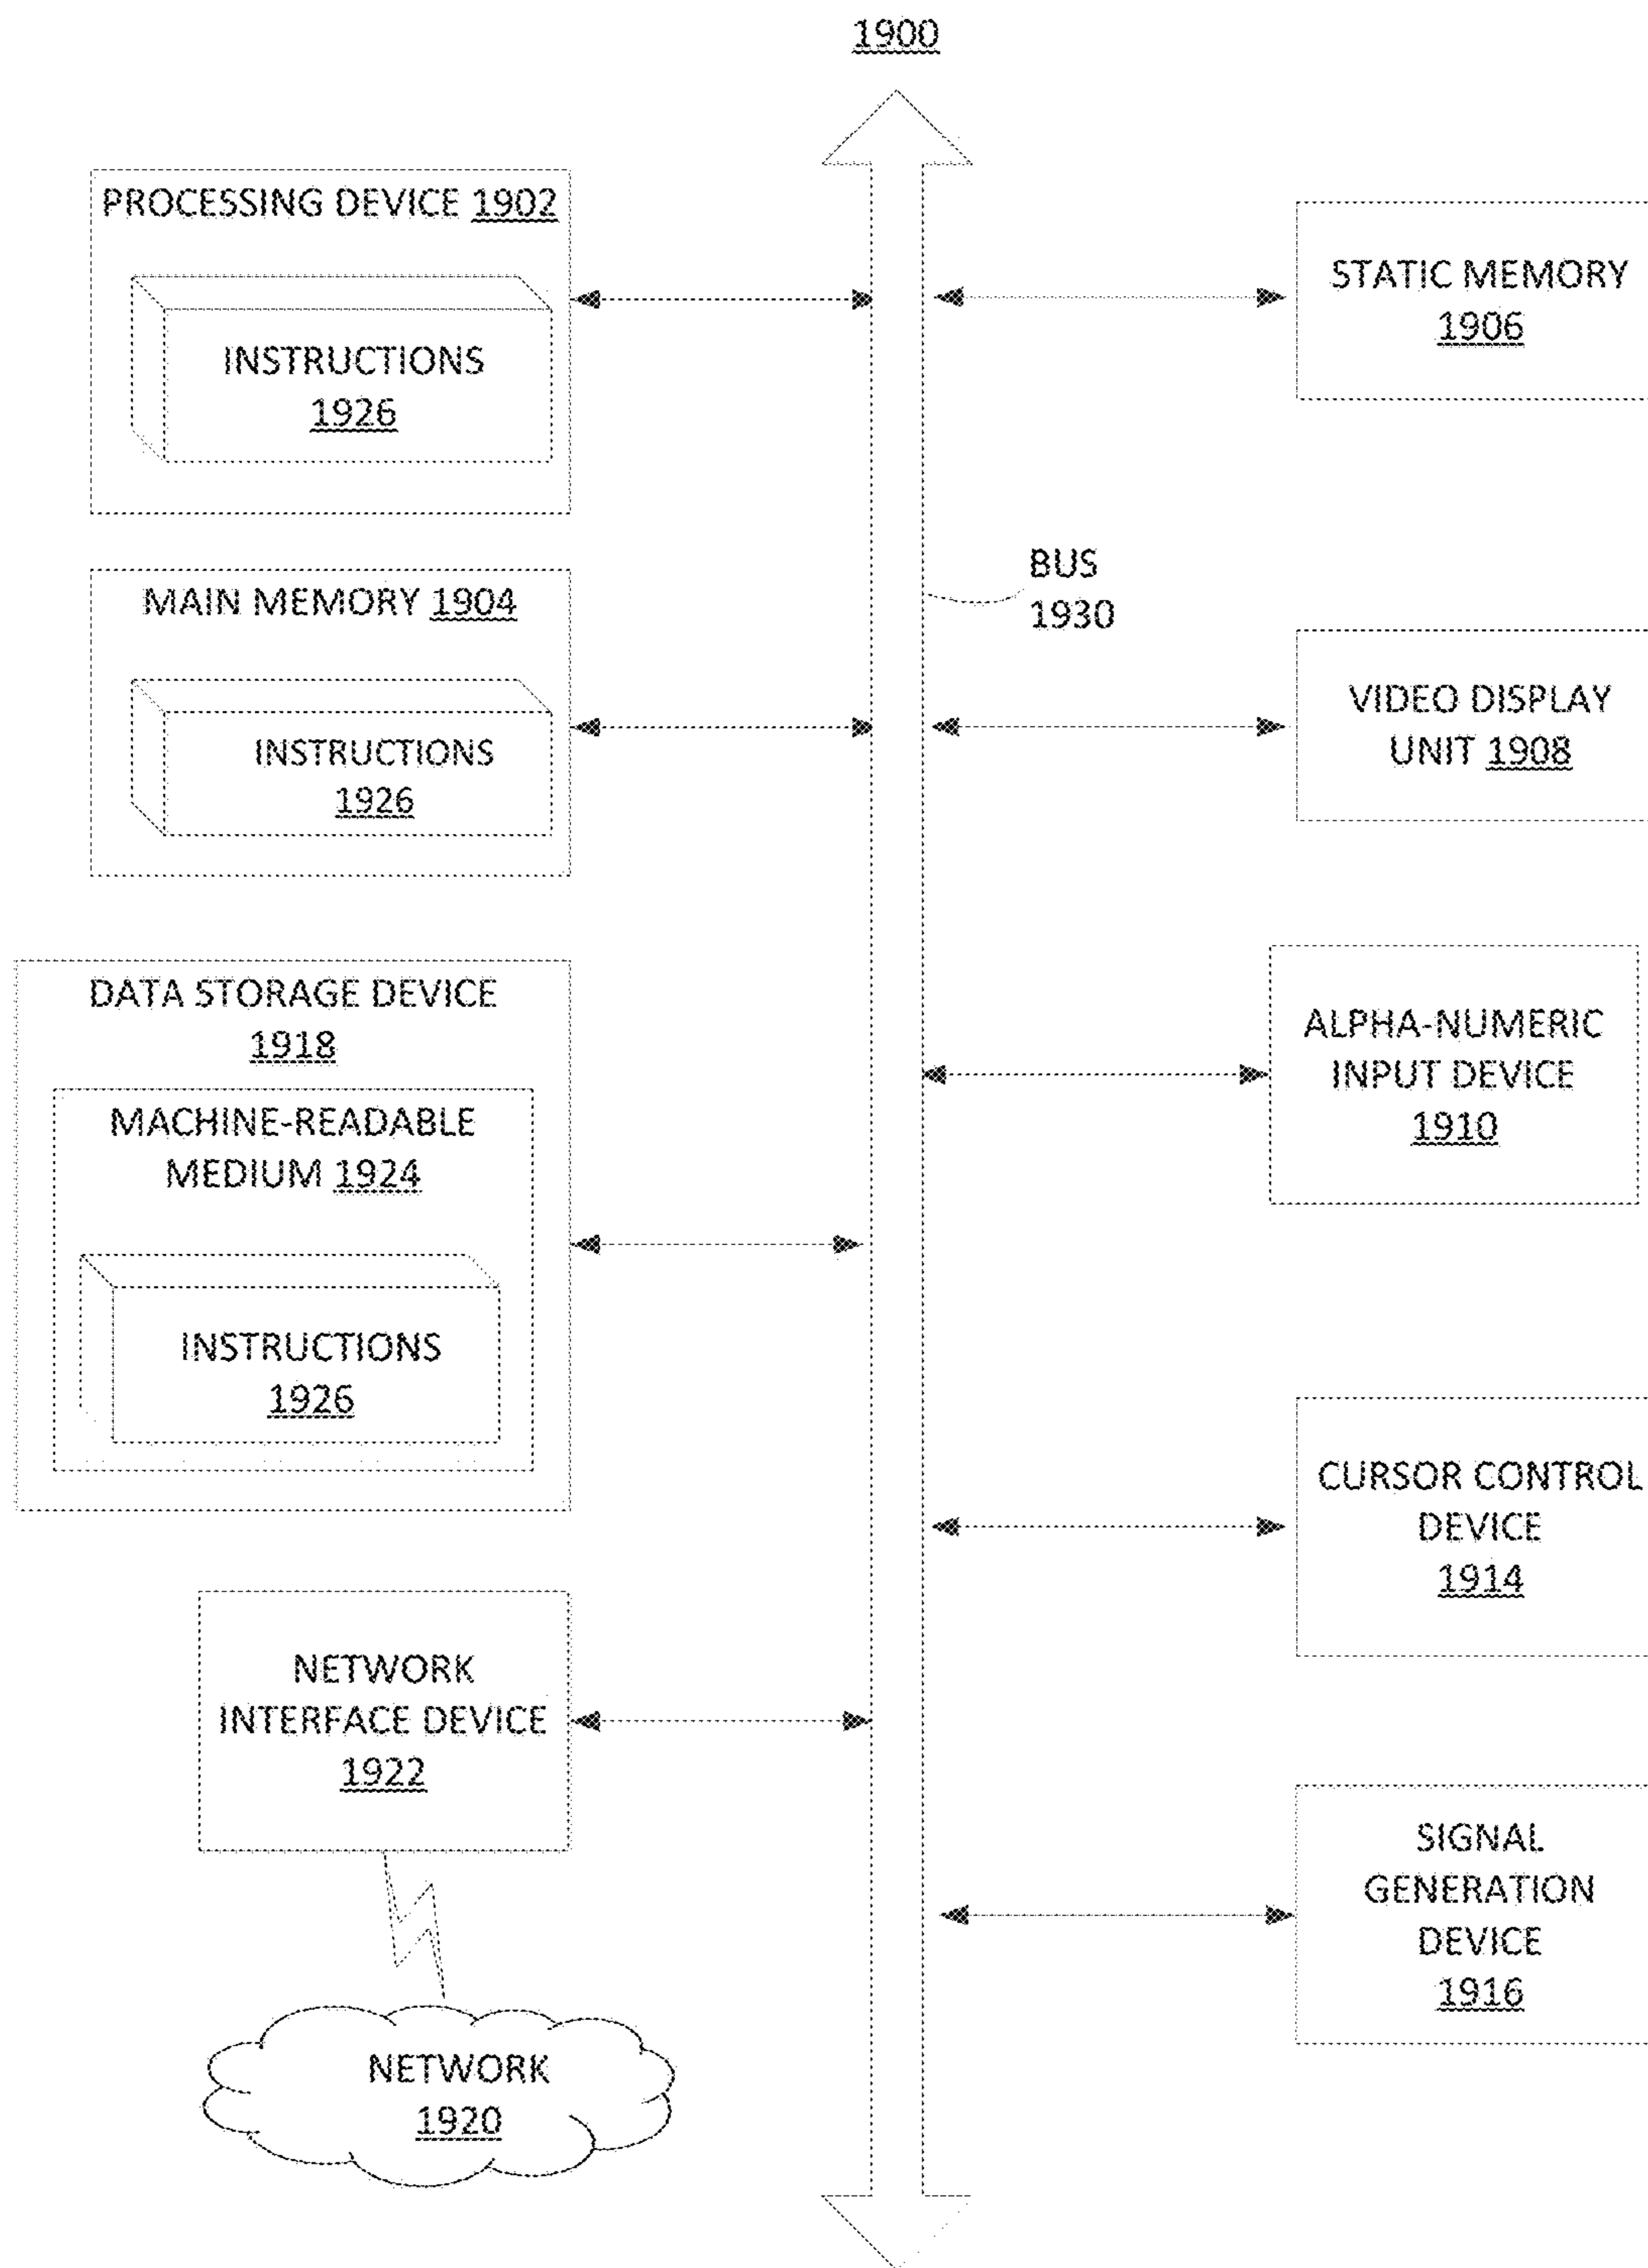 1900
PROCESSING DEVICE 1902
INSTRUCTIONS
1926
MAIN MEMORY 1904
INSTRUCTIONS
1926
DATA STORAGE DEVICE
1918
MACHINE-READABLE
MEDIUM 1924
INSTRUCTIONS
1926
NETWORK
INTERFACE DEVICE
1922
NETWORK
1920
BUS
1930
STATIC MEMORY
1906
VIDEO DISPLAY
UNIT 1908
ALPHA-NUMERIC
INPUT DEVICE
1910
CURSOR CONTROL
DEVICE
1914
SIGNAL
GENERATION
DEVICE
1916